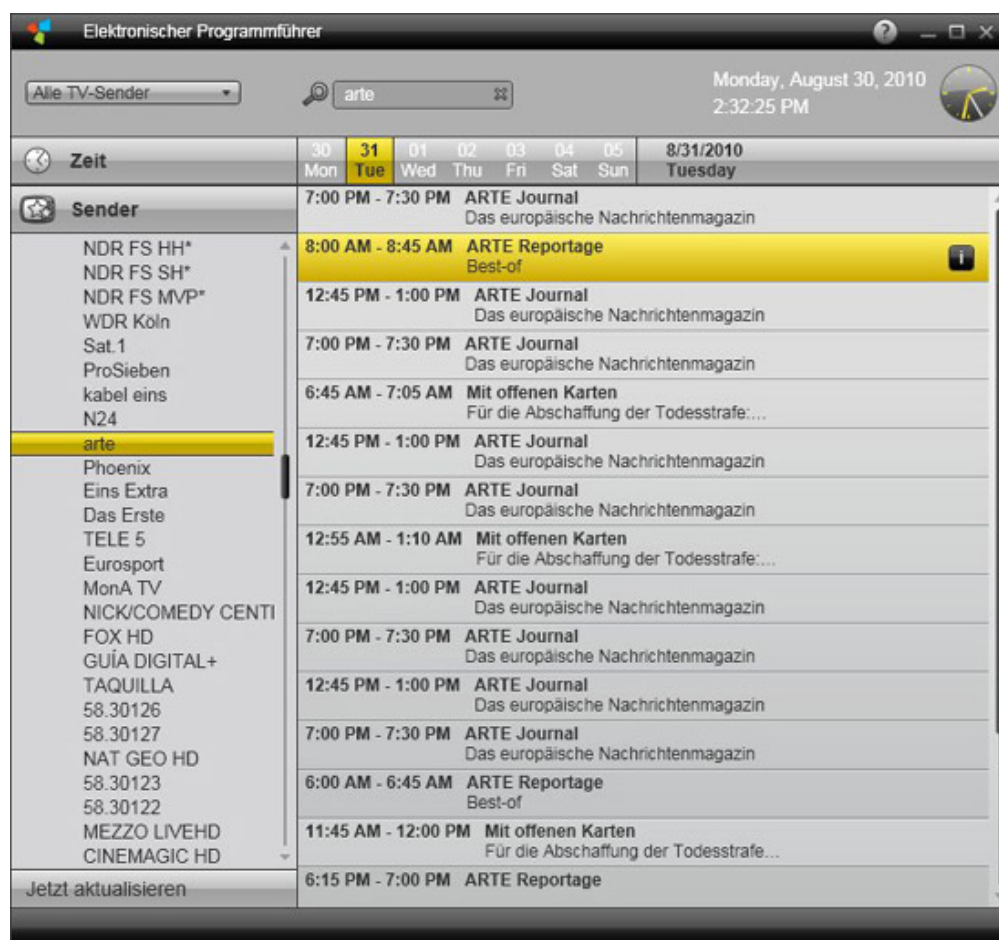 Elektronischer Programmführer
?
Alle TV-Sender
arte
Monday, August 30, 2010
2:32:25 PM
Zeit
30 31 01 02 03 04 05
Mon Tue Wed Thu Fri Sat Sun
8/31/2010
Tuesday
Sender
NDR FS HH*
NDR FS SH*
NDR FS MVP*
WDR Köln
Sat.1
ProSieben
kabel eins
N24
arte
Phoenix
Eins Extra
Das Erste
TELE 5
Eurosport
MonA TV
NICK/COMEDY CENTI
FOX HD
GUÍA DIGITAL+
TAQUILLA
58.30126
58.30127
NAT GEO HD
58.30123
58.30122
MEZZO LIVEHD
CINEMAGIC HD
Jetzt aktualisieren
7:00 PM - 7:30 PM ARTE Journal
Das europäische Nachrichtenmagazin
8:00 AM - 8:45 AM ARTE Reportage
Best-of
i
12:45 PM - 1:00 PM ARTE Journal
Das europäische Nachrichtenmagazin
7:00 PM - 7:30 PM ARTE Journal
Das europäische Nachrichtenmagazin
6:45 AM - 7:05 AM Mit offenen Karten
Für die Abschaffung der Todesstrafe:...
12:45 PM - 1:00 PM ARTE Journal
Das europäische Nachrichtenmagazin
7:00 PM - 7:30 PM ARTE Journal
Das europäische Nachrichtenmagazin
12:55 AM - 1:10 AM Mit offenen Karten
Für die Abschaffung der Todesstrafe:...
12:45 PM - 1:00 PM ARTE Journal
Das europäische Nachrichtenmagazin
7:00 PM - 7:30 PM ARTE Journal
Das europäische Nachrichtenmagazin
12:45 PM - 1:00 PM ARTE Journal
Das europäische Nachrichtenmagazin
7:00 PM - 7:30 PM ARTE Journal
Das europäische Nachrichtenmagazin
6:00 AM - 6:45 AM ARTE Reportage
Best-of
11:45 AM - 12:00 PM Mit offenen Karten
Für die Abschaffung der Todesstrafe...
6:15 PM - 7:00 PM ARTE Reportage